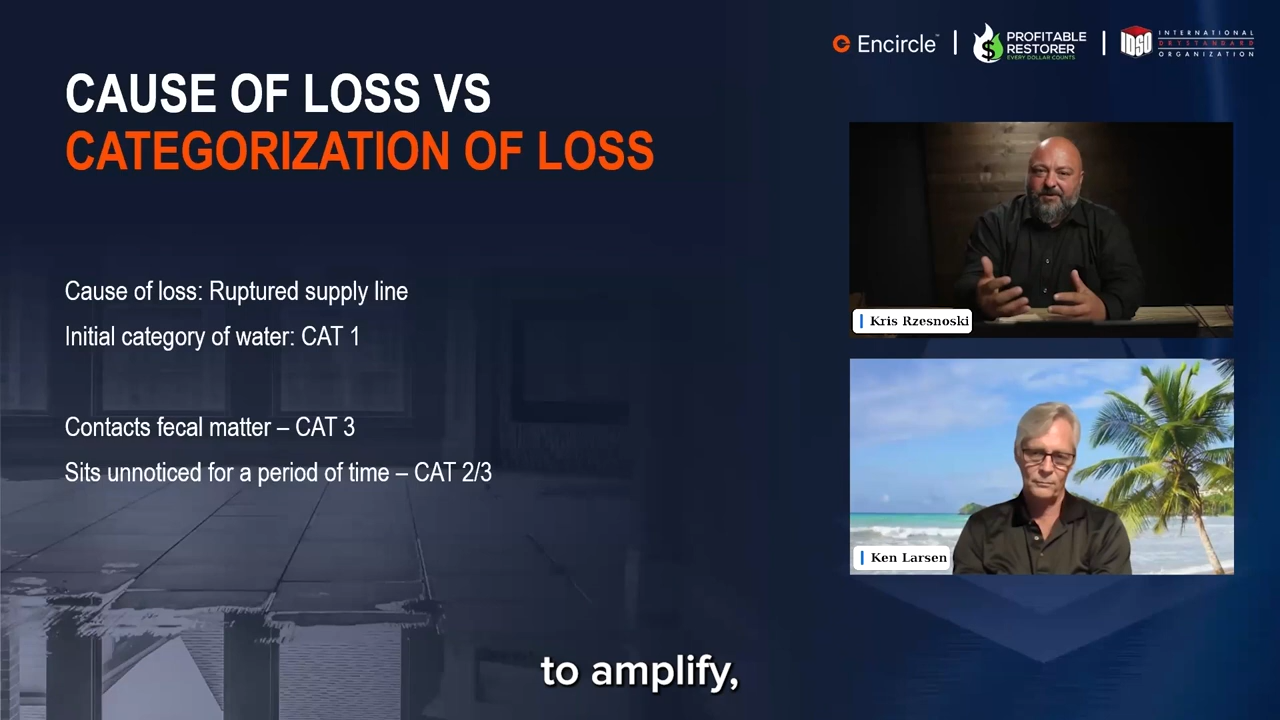 Encircle
PROFITABLE
RESTORER
EVERY DOLLAR COUNTS
IDSO
INTERNATIONAL
DRYSTANDARD
ORGANIZATION
CAUSE OF LOSS VS
CATEGORIZATION OF LOSS
Cause of loss: Ruptured supply line
Initial category of water: CAT 1
Contacts fecal matter – CAT 3
Sits unnoticed for a period of time – CAT 2/3
Kris Rzesnoski
Ken Larsen
to amplify,